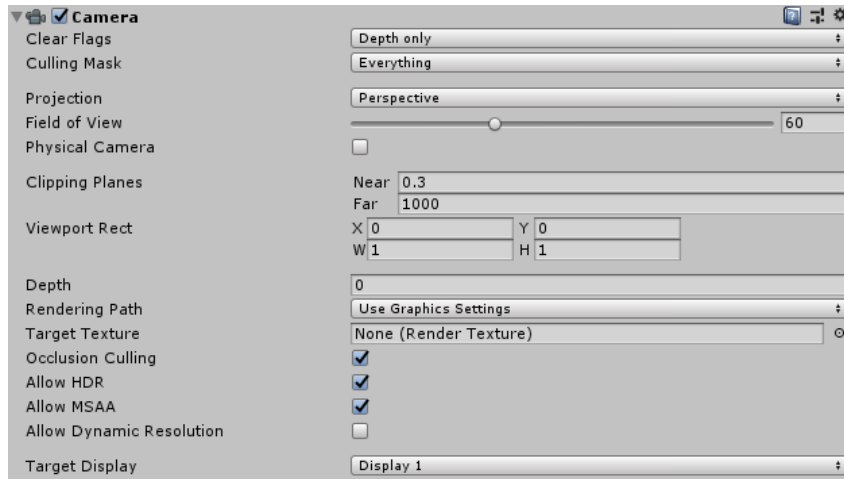 Camera
Clear Flags Depth only
Culling Mask Everything
Projection Perspective
Field of View 60
Physical Camera
Clipping Planes Near 0.3
Far 1000
Viewport Rect X 0 Y 0
W 1 H 1
Depth 0
Rendering Path Use Graphics Settings
Target Texture None (Render Texture)
Occlusion Culling
Allow HDR
Allow MSAA
Allow Dynamic Resolution
Target Display Display 1